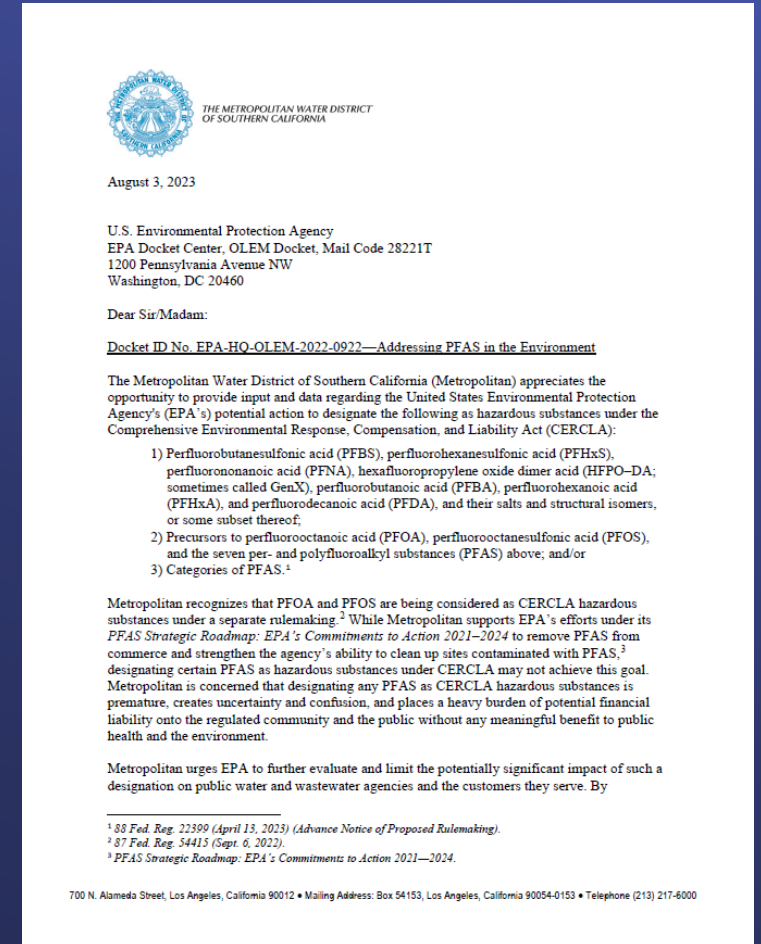 THE METROPOLITAN WATER DISTRICT
OF SOUTHERN CALIFORNIA
August 3, 2023
U.S. Environmental Protection Agency
EPA Docket Center, OLEM Docket, Mail Code 28221T
1200 Pennsylvania Avenue NW
Washington, DC 20460
Dear Sir/Madam:
Docket ID No. EPA-HQ-OLEM-2022-0922—Addressing PFAS in the Environment
The Metropolitan Water District of Southern California (Metropolitan) appreciates the
opportunity to provide input and data regarding the United States Environmental Protection
Agency's (EPA's) potential action to designate the following as hazardous substances under the
Comprehensive Environmental Response, Compensation, and Liability Act (CERCLA):
1) Perfluorobutanesulfonic acid (PFBS), perfluorohexanesulfonic acid (PFHxS),
perfluorononanoic acid (PFNA), hexafluoropropylene oxide dimer acid (HFPO–DA;
sometimes called GenX), perfluorobutanoic acid (PFBA), perfluorohexanoic acid
(PFHxA), and perfluorodecanoic acid (PFDA), and their salts and structural isomers,
or some subset thereof;
2) Precursors to perfluorooctanoic acid (PFOA), perfluorooctanesulfonic acid (PFOS),
and the seven per- and polyfluoroalkyl substances (PFAS) above; and/or
3) Categories of PFAS.¹
Metropolitan recognizes that PFOA and PFOS are being considered as CERCLA hazardous
substances under a separate rulemaking.² While Metropolitan supports EPA's efforts under its
PFAS Strategic Roadmap: EPA's Commitments to Action 2021–2024 to remove PFAS from
commerce and strengthen the agency's ability to clean up sites contaminated with PFAS,³
designating certain PFAS as hazardous substances under CERCLA may not achieve this goal.
Metropolitan is concerned that designating any PFAS as CERCLA hazardous substances is
premature, creates uncertainty and confusion, and places a heavy burden of potential financial
liability onto the regulated community and the public without any meaningful benefit to public
health and the environment.
Metropolitan urges EPA to further evaluate and limit the potentially significant impact of such a
designation on public water and wastewater agencies and the customers they serve. By
¹ 88 Fed. Reg. 22399 (April 13, 2023) (Advance Notice of Proposed Rulemaking).
² 87 Fed. Reg. 54415 (Sept. 6, 2022).
³ PFAS Strategic Roadmap: EPA's Commitments to Action 2021—2024.
700 N. Alameda Street, Los Angeles, California 90012 • Mailing Address: Box 54153, Los Angeles, California 90054-0153 • Telephone (213) 217-6000